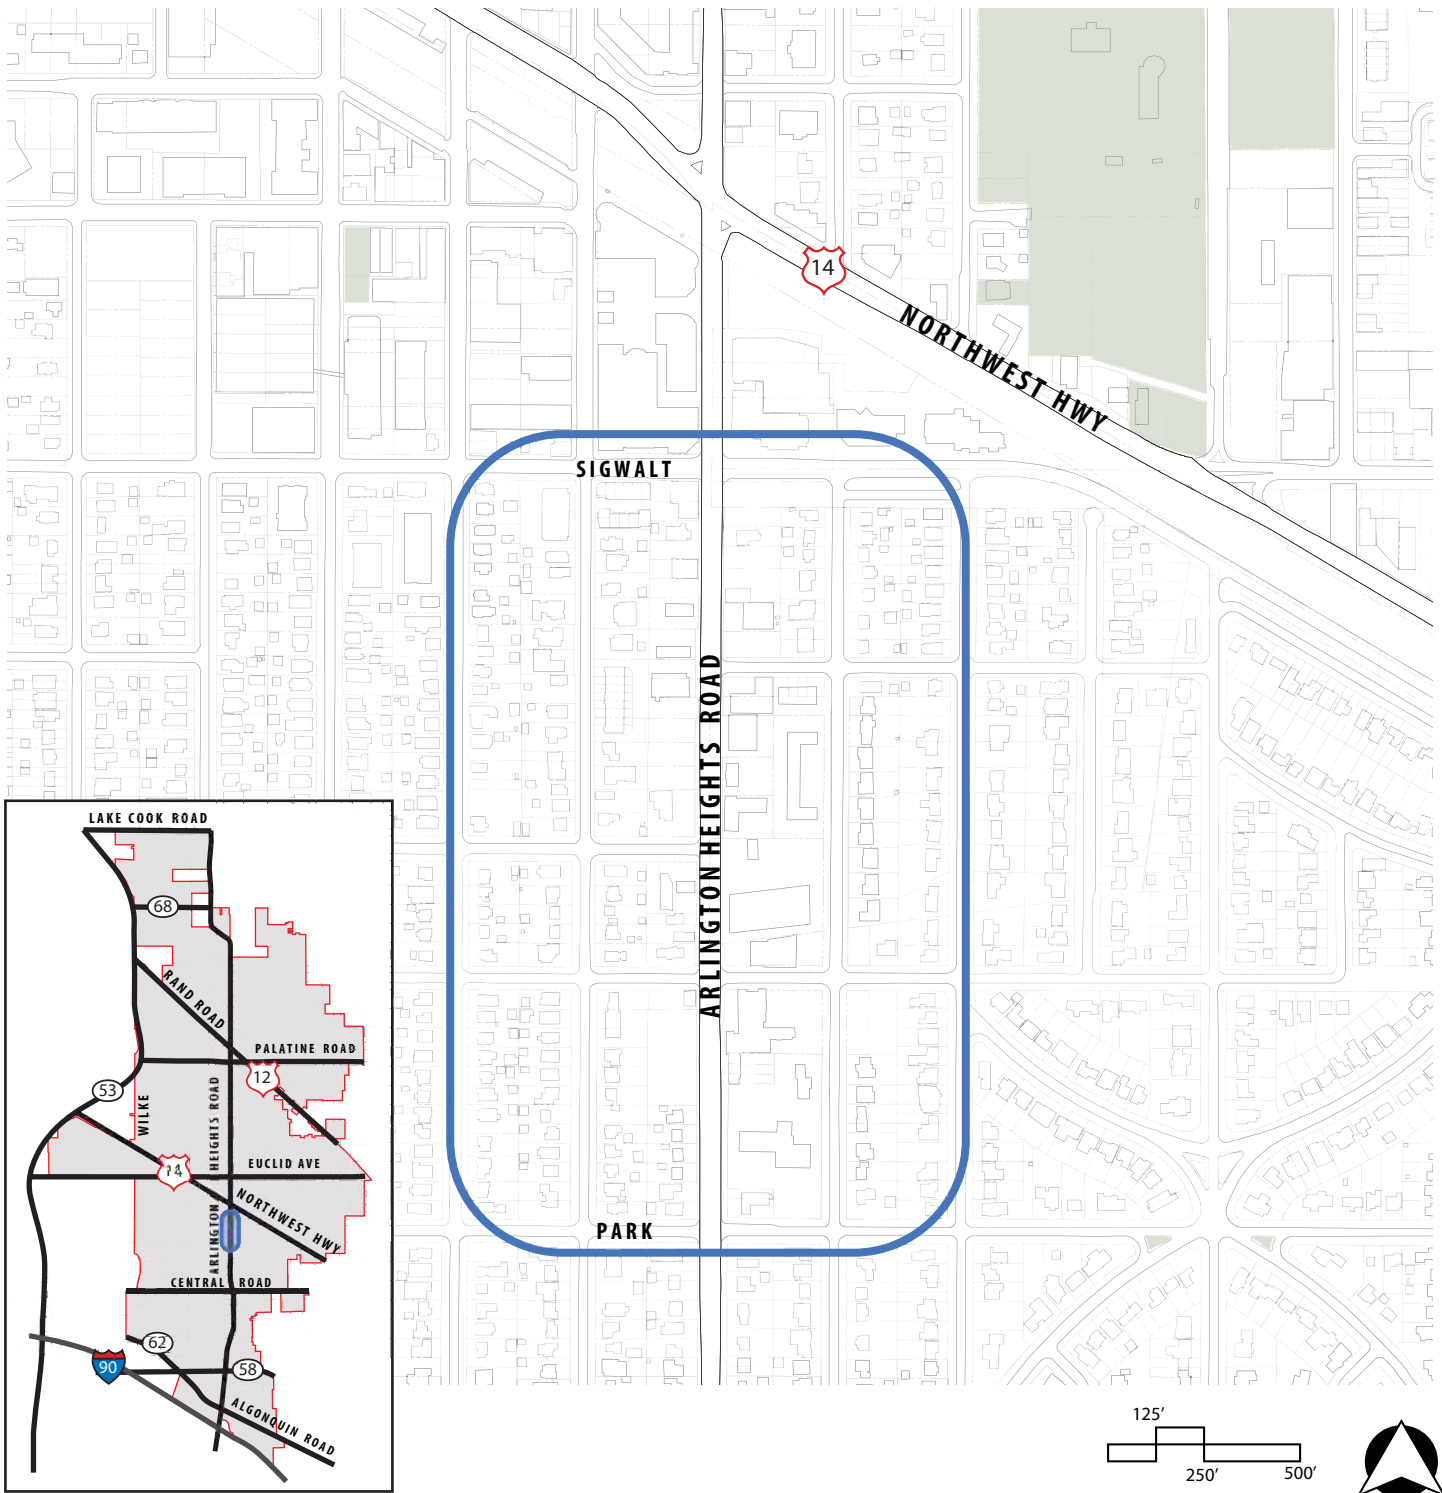 14
NORTHWEST HWY
SIGWALT
ARLINGTON HEIGHTS ROAD
PARK
LAKE COOK ROAD
68
RAND ROAD
PALATINE ROAD
12
53
WILKE
ARLINGTON HEIGHTS ROAD
14
EUCLID AVE
NORTHWEST HWY
CENTRAL ROAD
62
90
58
ALGONQUIN ROAD
125’
250’
500’